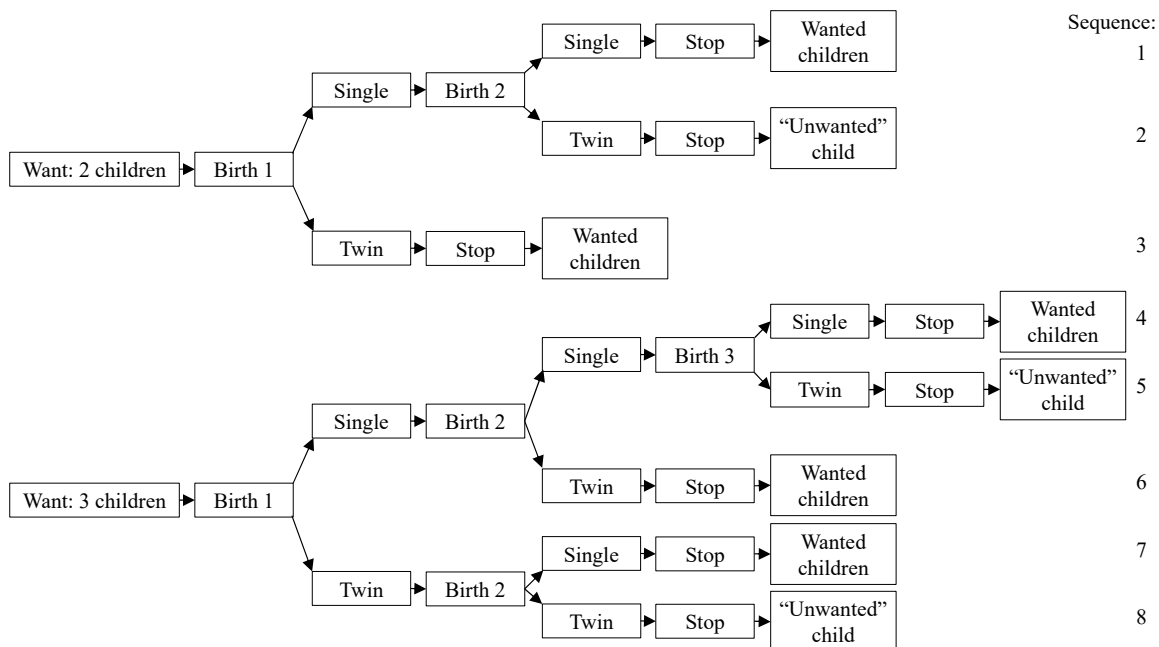 Sequence:
Single Stop Wanted children 1
Single Birth 2
Twin Stop “Unwanted” child 2
Want: 2 children Birth 1
Twin Stop Wanted children 3
Single Stop Wanted children 4
Single Birth 3
Twin Stop “Unwanted” child 5
Single Birth 2
Twin Stop Wanted children 6
Want: 3 children Birth 1
Single Stop Wanted children 7
Twin Birth 2
Twin Stop “Unwanted” child 8